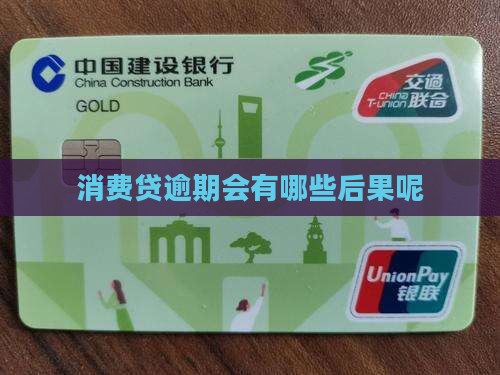 中国建设银行
China Construction Bank
GOLD
交通
联合
CHINA
T-UNION
消费贷逾期会有哪些后果呢
UnionPay
银联